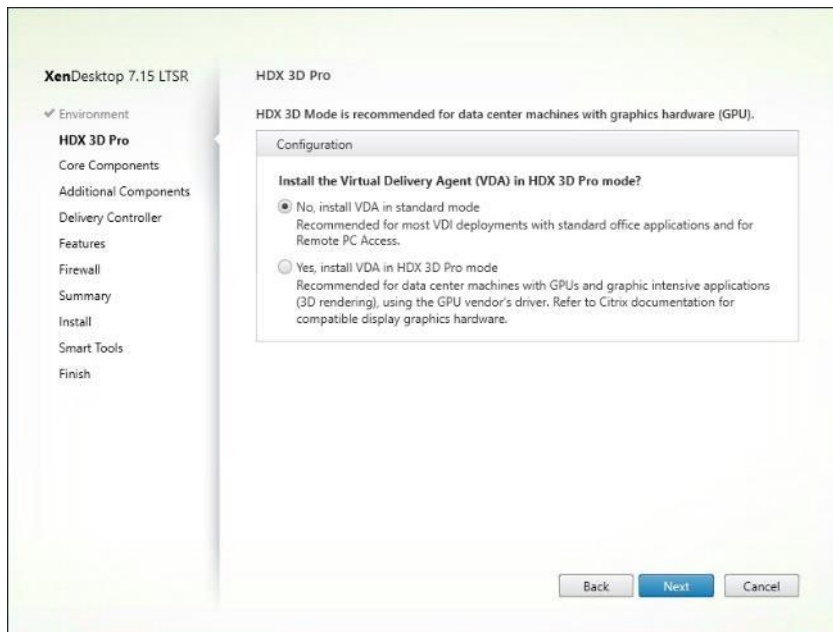 XenDesktop 7.15 LTSR
Environment
HDX 3D Pro
Core Components
Additional Components
Delivery Controller
Features
Firewall
Summary
Install
Smart Tools
Finish
HDX 3D Pro
HDX 3D Mode is recommended for data center machines with graphics hardware (GPU).
Configuration
Install the Virtual Delivery Agent (VDA) in HDX 3D Pro mode?
No, install VDA in standard mode
Recommended for most VDI deployments with standard office applications and for
Remote PC Access.
Yes, install VDA in HDX 3D Pro mode
Recommended for data center machines with GPUs and graphic intensive applications
(3D rendering), using the GPU vendor's driver. Refer to Citrix documentation for
compatible display graphics hardware.
Back Next Cancel